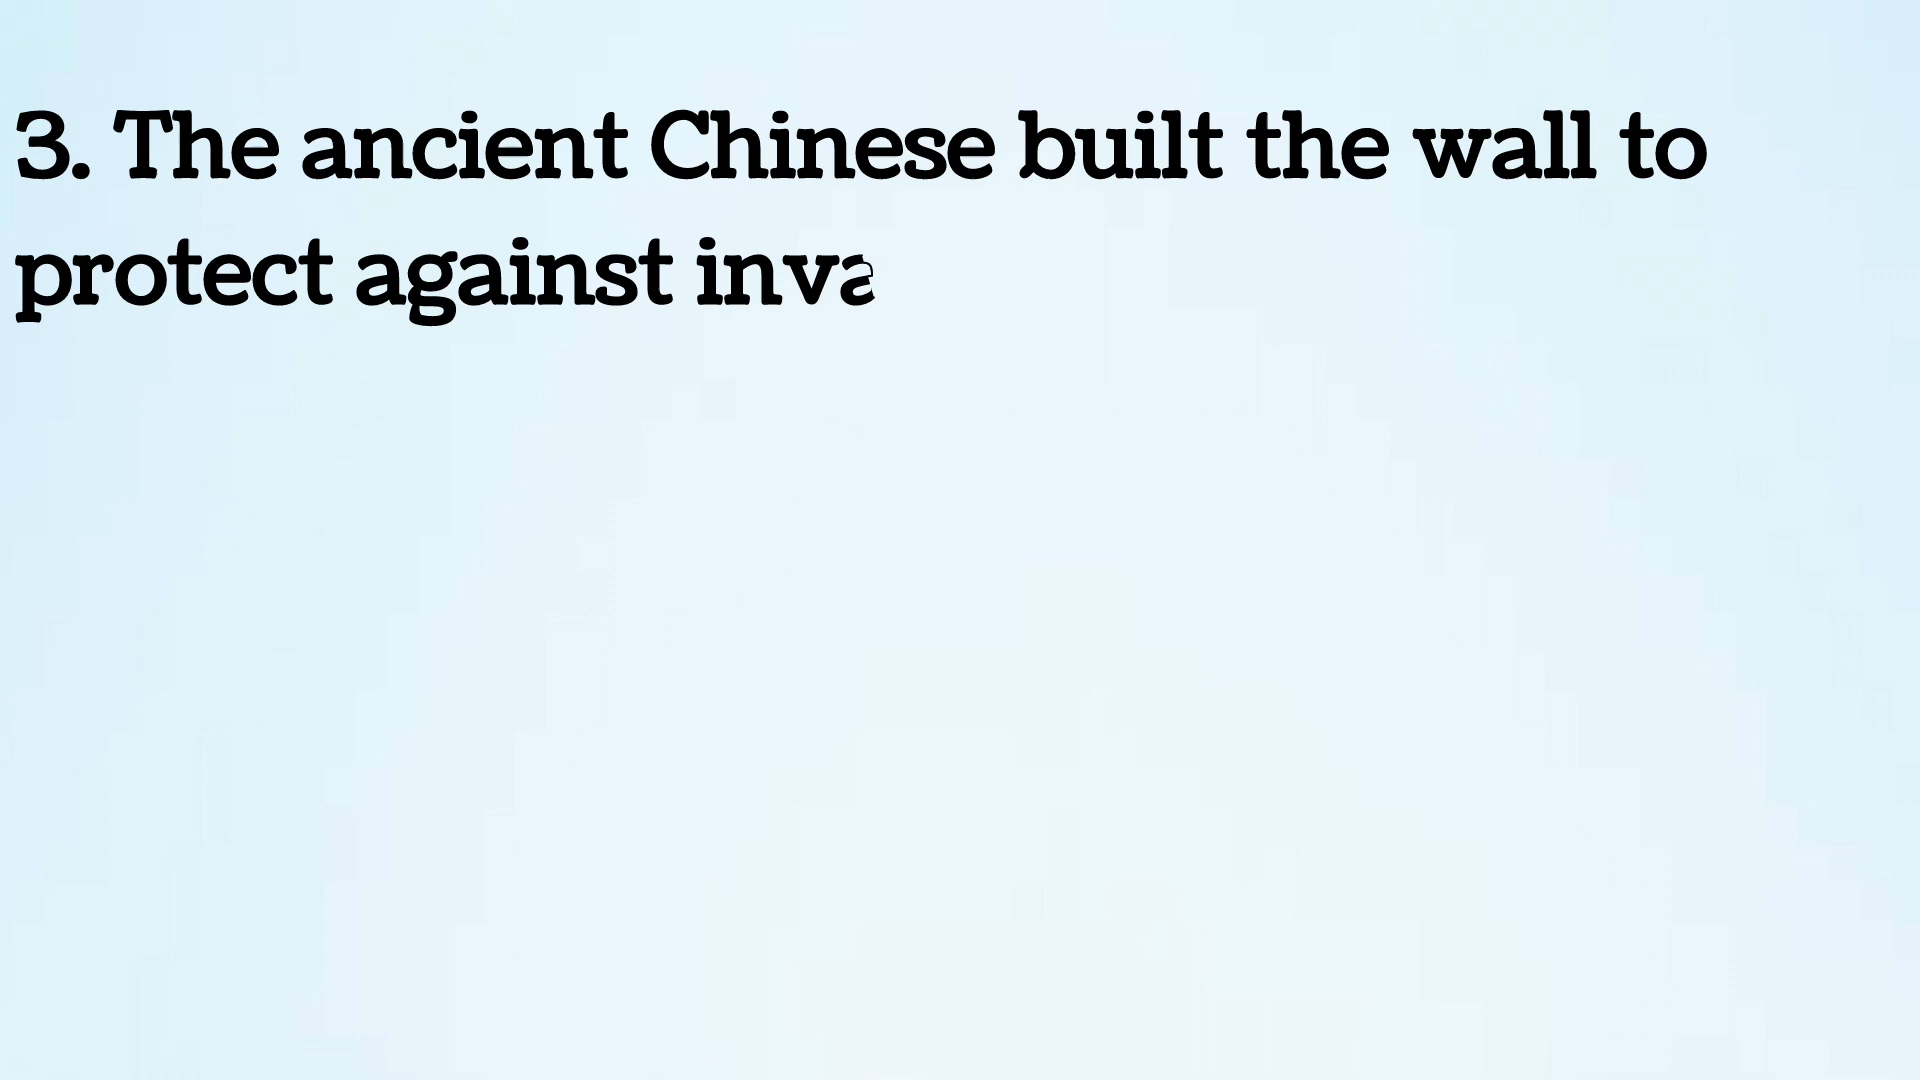 3. The ancient Chinese built the wall to
protect against inva